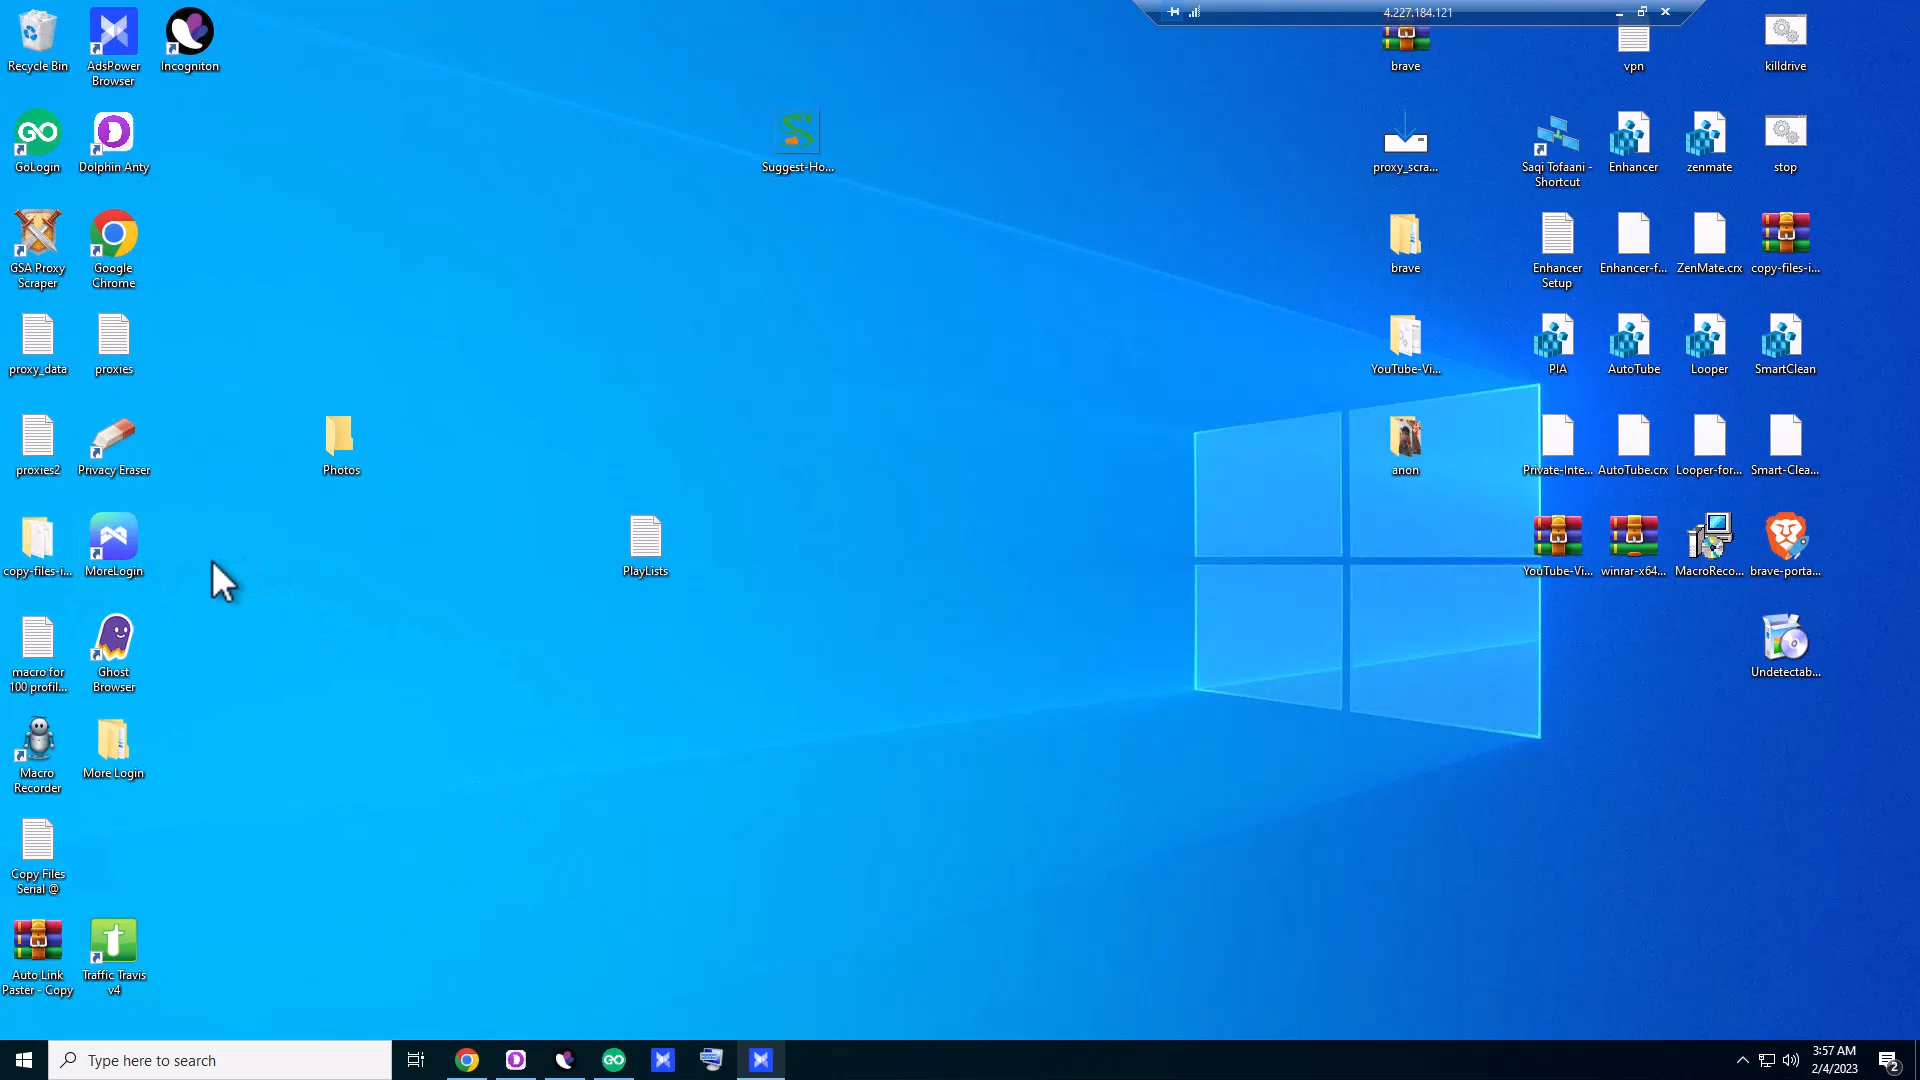 4.227.184.121
Recycle Bin
AdsPower
Browser
Incogniton
brave
vpn
killdrive
GoLogin
Dolphin Anty
Suggest-Ho...
proxy_scra...
Saqi Tofaani -
Shortcut
Enhancer
zenmate
stop
GSA Proxy
Scraper
Google
Chrome
brave
Enhancer
Setup
Enhancer-f...
ZenMate.crx
copy-files-i...
proxy_data
proxies
YouTube-Vi...
PIA
AutoTube
Looper
SmartClean
proxies2
Privacy Eraser
Photos
anon
Private-Inte...
AutoTube.crx
Looper-for...
Smart-Clea...
copy-files-i...
MoreLogin
PlayLists
YouTube-Vi...
winrar-x64...
MacroReco...
brave-porta...
macro for
100 profil...
Ghost
Browser
Undetectab...
Macro
Recorder
More Login
Copy Files
Serial @
Auto Link
Paster - Copy
Traffic Travis
v4
Type here to search
3:57 AM
2/4/2023
2